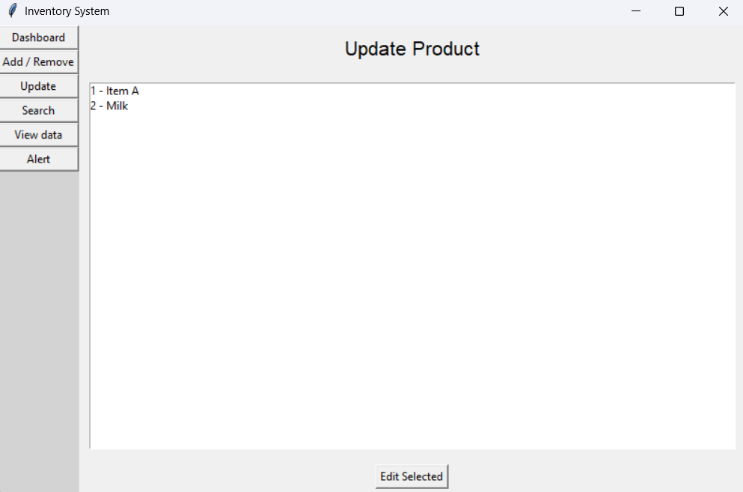 Inventory System
Dashboard
Add / Remove
Update
Search
View data
Alert
Update Product
1 - Item A
2 - Milk
Edit Selected